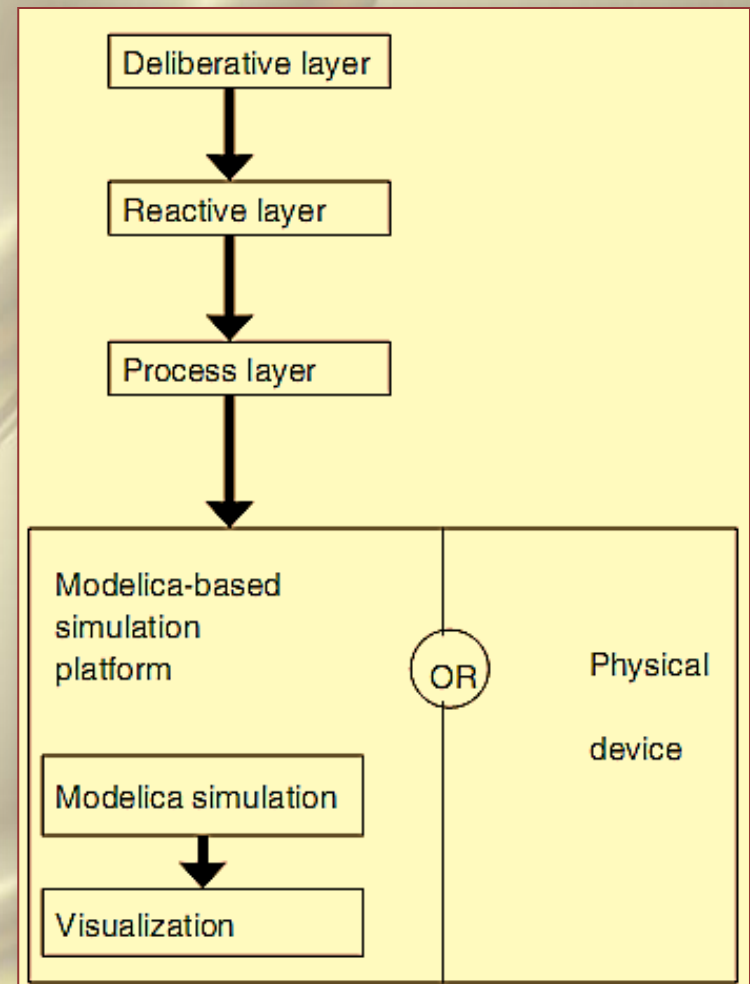 Deliberative layer
Reactive layer
Process layer
Modelica-based
simulation
platform
OR
Physical
device
Modelica simulation
Visualization